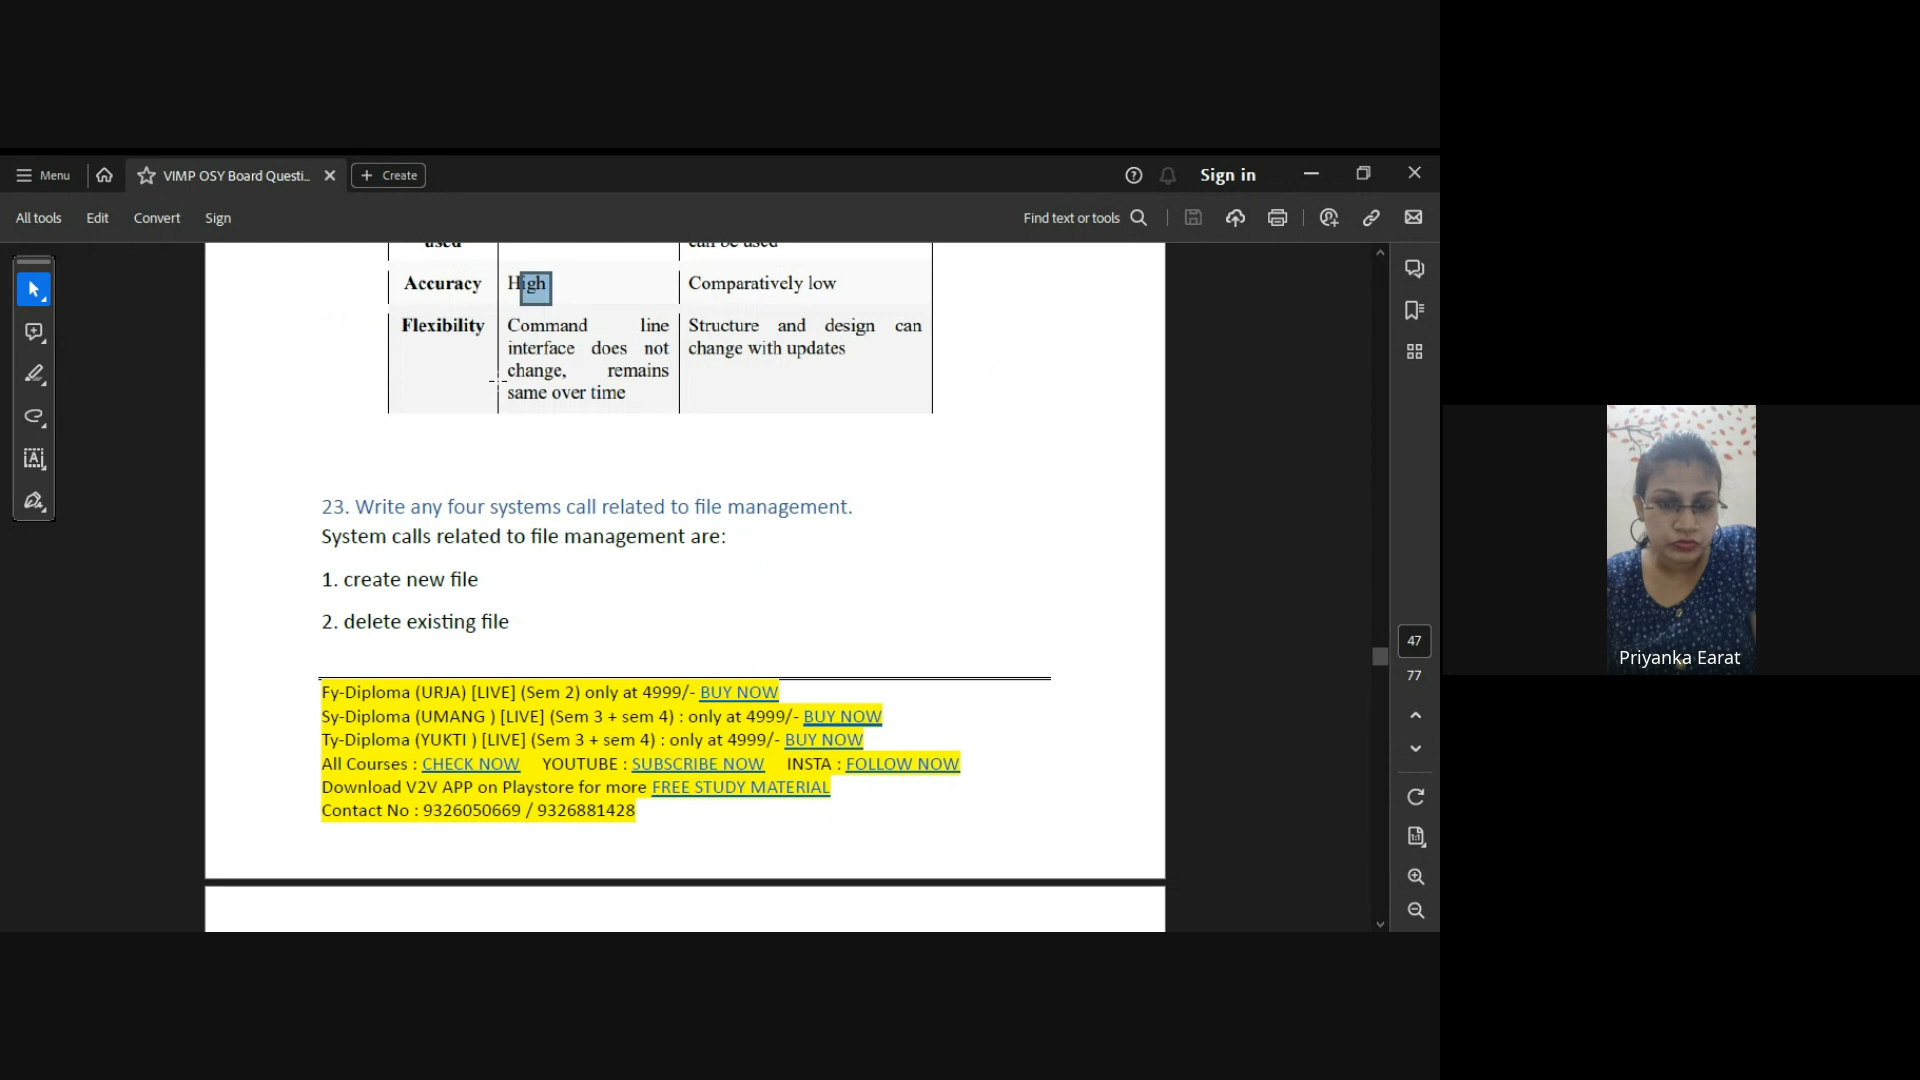 Menu
VIMP OSY Board Questi...
Create
Sign in
All tools
Edit
Convert
Sign
Find text or tools
used
can be used
Accuracy
High
Comparatively low
Flexibility
Command line
interface does not
change, remains
same over time
Structure and design can
change with updates
23. Write any four systems call related to file management.
System calls related to file management are:
1. create new file
2. delete existing file
Fy-Diploma (URJA) [LIVE] (Sem 2) only at 4999/- BUY NOW
Sy-Diploma (UMANG ) [LIVE] (Sem 3 + sem 4) : only at 4999/- BUY NOW
Ty-Diploma (YUKTI ) [LIVE] (Sem 3 + sem 4) : only at 4999/- BUY NOW
All Courses : CHECK NOW YOUTUBE : SUBSCRIBE NOW INSTA : FOLLOW NOW
Download V2V APP on Playstore for more FREE STUDY MATERIAL
Contact No : 9326050669 / 9326881428
47
77
Priyanka Earat